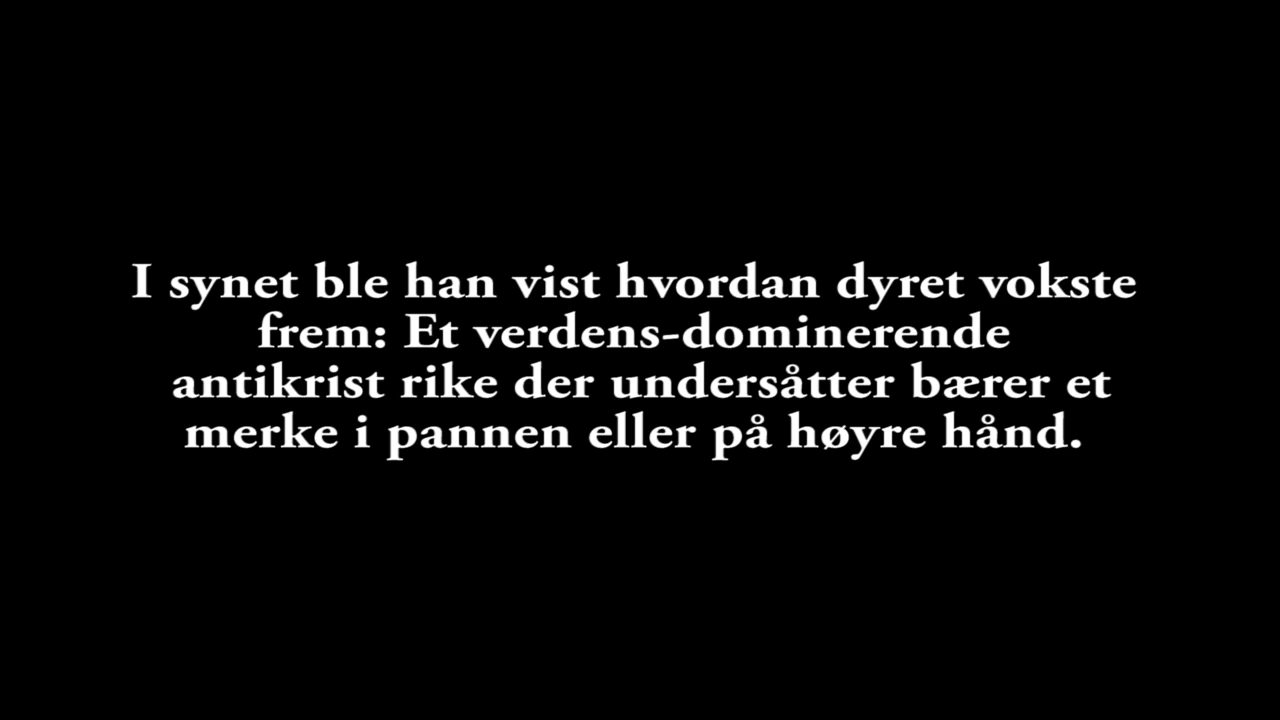 I synet ble han vist hvordan dyret vokste
frem: Et verdens-dominerende
antikrist rike der undersåtter bærer et
merke i pannen eller på høyre hånd.